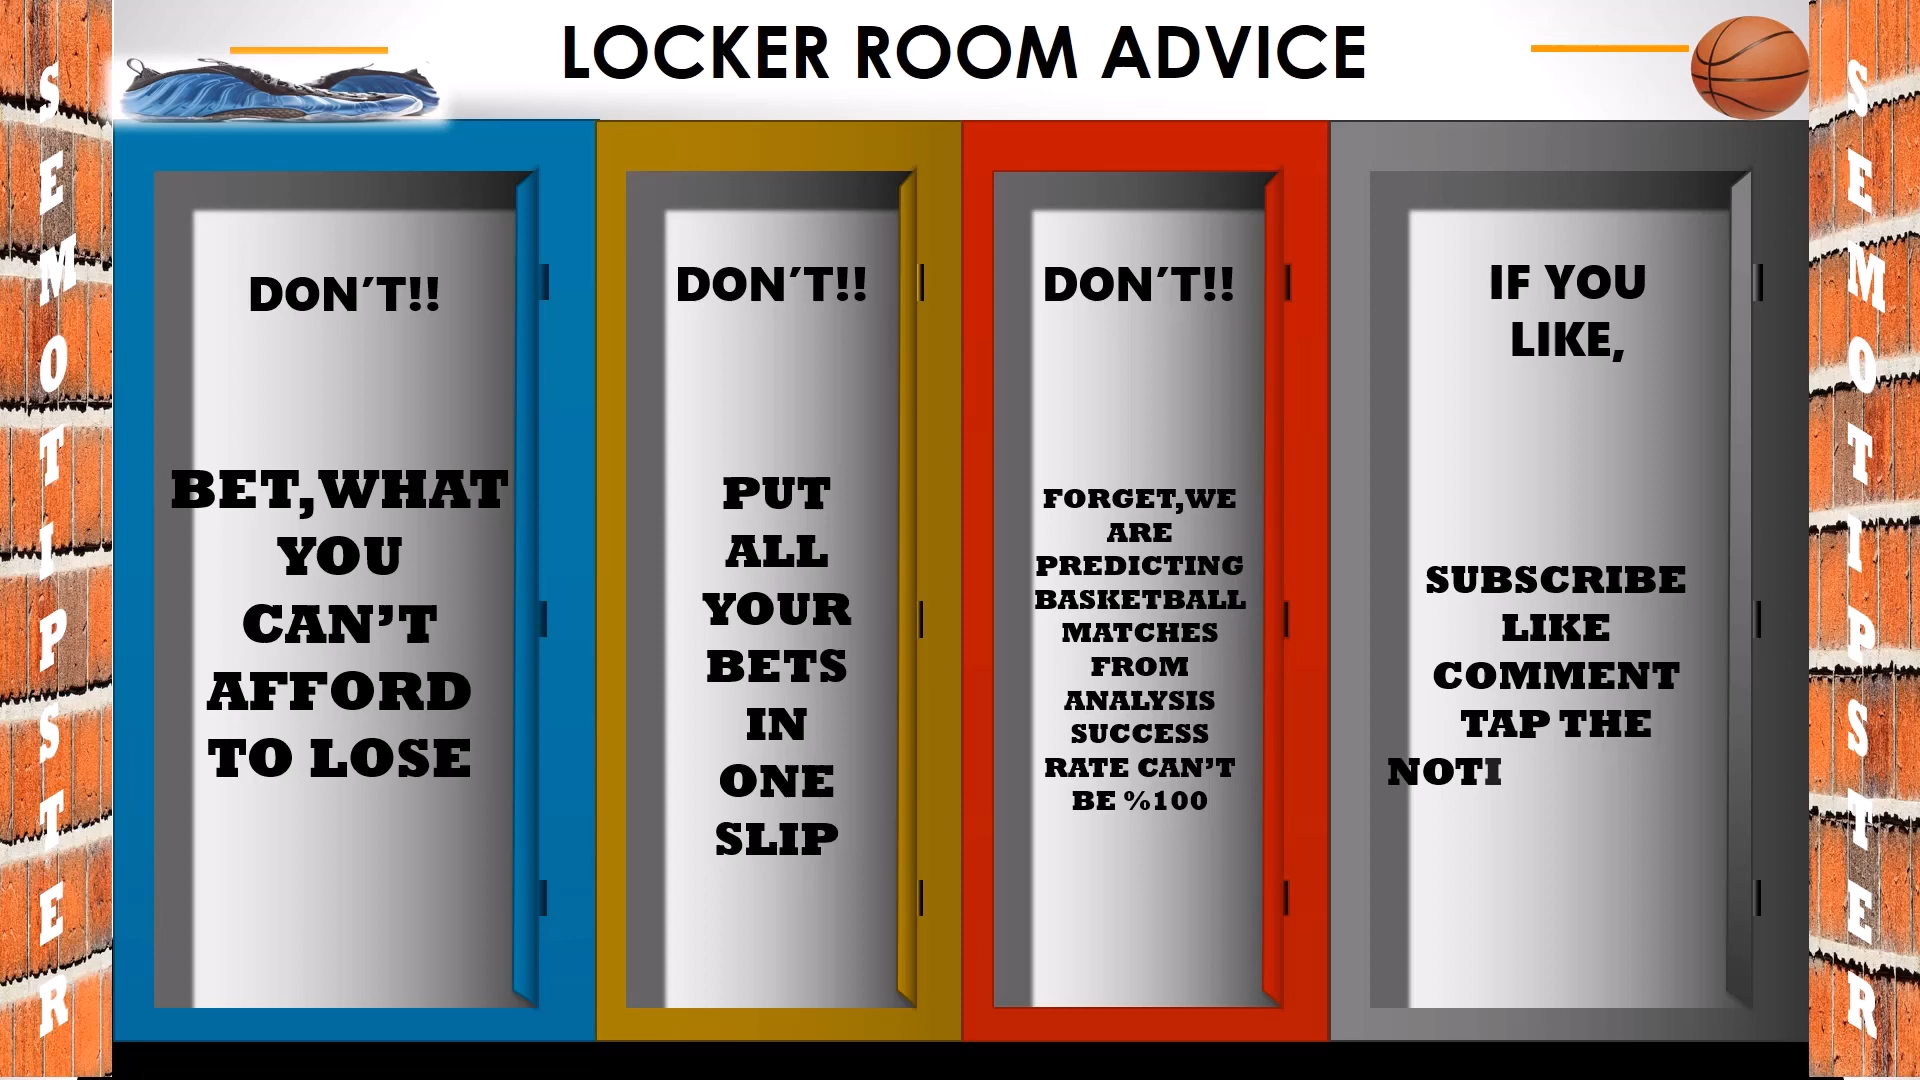 LOCKER ROOM ADVICE
SEMOTIPSTER
DON'T!!
BET,WHAT
YOU
CAN'T
AFFORD
TO LOSE
DON'T!!
PUT
ALL
YOUR
BETS
IN
ONE
SLIP
DON'T!!
FORGET,WE
ARE
PREDICTING
BASKETBALL
MATCHES
FROM
ANALYSIS
SUCCESS
RATE CAN'T
BE %100
IF YOU
LIKE,
SUBSCRIBE
LIKE
COMMENT
TAP THE
NOTI
SEMOTIPSTER